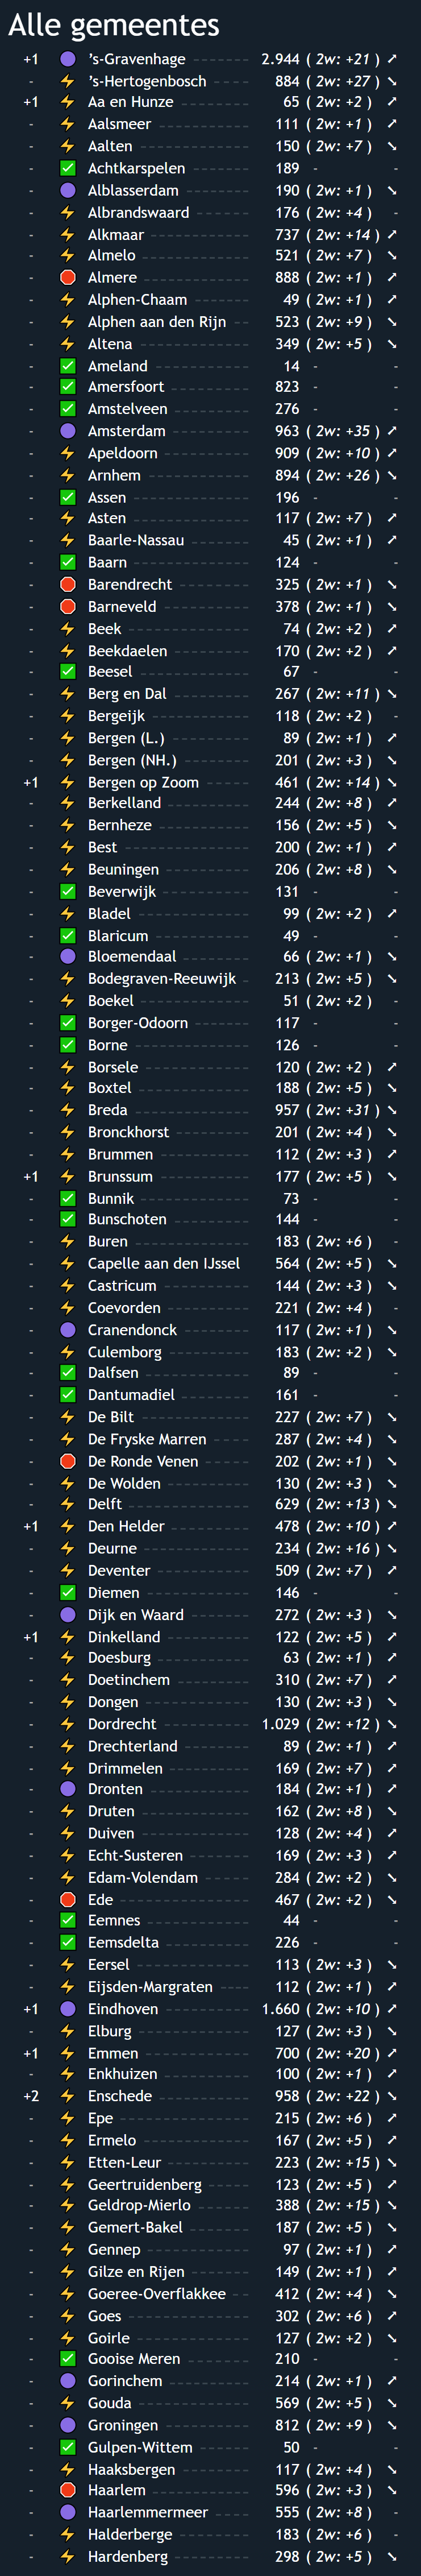 Alle gemeentes
+1 's-Gravenhage 2.944 ( 2w: +21 ) ↗
- 's-Hertogenbosch 884 ( 2w: +27 ) ↘
+1 Aa en Hunze 65 ( 2w: +2 ) ↗
- Aalsmeer 111 ( 2w: +1 ) ↗
- Aalten 150 ( 2w: +7 ) ↘
- Achtkarspelen 189 - -
- Alblasserdam 190 ( 2w: +1 ) ↘
- Albrandswaard 176 ( 2w: +4 ) -
- Alkmaar 737 ( 2w: +14 ) ↗
- Almelo 521 ( 2w: +7 ) ↘
- Almere 888 ( 2w: +1 ) ↗
- Alphen-Chaam 49 ( 2w: +1 ) ↗
- Alphen aan den Rijn 523 ( 2w: +9 ) ↘
- Altena 349 ( 2w: +5 ) ↘
- Ameland 14 - -
- Amersfoort 823 - -
- Amstelveen 276 - -
- Amsterdam 963 ( 2w: +35 ) ↗
- Apeldoorn 909 ( 2w: +10 ) ↗
- Arnhem 894 ( 2w: +26 ) ↘
- Assen 196 - -
- Asten 117 ( 2w: +7 ) ↗
- Baarle-Nassau 45 ( 2w: +1 ) ↗
- Baarn 124 - -
- Barendrecht 325 ( 2w: +1 ) ↘
- Barneveld 378 ( 2w: +1 ) ↘
- Beek 74 ( 2w: +2 ) ↗
- Beekdaelen 170 ( 2w: +2 ) ↗
- Beesel 67 - -
- Berg en Dal 267 ( 2w: +11 ) ↘
- Bergeijk 118 ( 2w: +2 ) -
- Bergen (L.) 89 ( 2w: +1 ) ↗
- Bergen (NH.) 201 ( 2w: +3 ) ↘
+1 Bergen op Zoom 461 ( 2w: +14 ) ↘
- Berkelland 244 ( 2w: +8 ) ↗
- Bernheze 156 ( 2w: +5 ) ↘
- Best 200 ( 2w: +1 ) ↗
- Beuningen 206 ( 2w: +8 ) ↘
- Beverwijk 131 - -
- Bladel 99 ( 2w: +2 ) ↗
- Blaricum 49 - -
- Bloemendaal 66 ( 2w: +1 ) ↘
- Bodegraven-Reeuwijk 213 ( 2w: +5 ) ↘
- Boekel 51 ( 2w: +2 ) -
- Borger-Odoorn 117 - -
- Borne 126 - -
- Borsele 120 ( 2w: +2 ) ↗
- Boxtel 188 ( 2w: +5 ) ↘
- Breda 957 ( 2w: +31 ) ↘
- Bronckhorst 201 ( 2w: +4 ) ↘
- Brummen 112 ( 2w: +3 ) ↗
+1 Brunssum 177 ( 2w: +5 ) ↘
- Bunnik 73 - -
- Bunschoten 144 - -
- Buren 183 ( 2w: +6 ) -
- Capelle aan den IJssel 564 ( 2w: +5 ) ↘
- Castricum 144 ( 2w: +3 ) ↘
- Coevorden 221 ( 2w: +4 ) -
- Cranendonck 117 ( 2w: +1 ) ↘
- Culemborg 183 ( 2w: +2 ) ↘
- Dalfsen 89 - -
- Dantumadiel 161 - -
- De Bilt 227 ( 2w: +7 ) ↘
- De Fryske Marren 287 ( 2w: +4 ) ↘
- De Ronde Venen 202 ( 2w: +1 ) ↘
- De Wolden 130 ( 2w: +3 ) ↘
- Delft 629 ( 2w: +13 ) ↘
+1 Den Helder 478 ( 2w: +10 ) ↗
- Deurne 234 ( 2w: +16 ) ↘
- Deventer 509 ( 2w: +7 ) ↗
- Diemen 146 - -
- Dijk en Waard 272 ( 2w: +3 ) ↘
+1 Dinkelland 122 ( 2w: +5 ) ↗
- Doesburg 63 ( 2w: +1 ) ↗
- Doetinchem 310 ( 2w: +7 ) ↗
- Dongen 130 ( 2w: +3 ) ↘
- Dordrecht 1.029 ( 2w: +12 ) ↘
- Drechterland 89 ( 2w: +1 ) ↗
- Drimmelen 169 ( 2w: +7 ) ↗
- Dronten 184 ( 2w: +1 ) ↗
- Druten 162 ( 2w: +8 ) ↘
- Duiven 128 ( 2w: +4 ) ↗
- Echt-Susteren 169 ( 2w: +3 ) ↗
- Edam-Volendam 284 ( 2w: +2 ) ↘
- Ede 467 ( 2w: +2 ) ↘
- Eemnes 44 - -
- Eemsdelta 226 - -
- Eersel 113 ( 2w: +3 ) ↘
- Eijsden-Margraten 112 ( 2w: +1 ) ↗
+1 Eindhoven 1.660 ( 2w: +10 ) ↗
- Elburg 127 ( 2w: +3 ) ↘
+1 Emmen 700 ( 2w: +20 ) ↗
- Enkhuizen 100 ( 2w: +1 ) ↗
+2 Enschede 958 ( 2w: +22 ) ↘
- Epe 215 ( 2w: +6 ) ↗
- Ermelo 167 ( 2w: +5 ) ↗
- Etten-Leur 223 ( 2w: +15 ) ↘
- Geertruidenberg 123 ( 2w: +5 ) ↗
- Geldrop-Mierlo 388 ( 2w: +15 ) ↘
- Gemert-Bakel 187 ( 2w: +5 ) ↘
- Gennep 97 ( 2w: +1 ) ↗
- Gilze en Rijen 149 ( 2w: +1 ) ↗
- Goeree-Overflakkee 412 ( 2w: +4 ) ↘
- Goes 302 ( 2w: +6 ) ↗
- Goirle 127 ( 2w: +2 ) ↘
- Gooise Meren 210 - -
- Gorinchem 214 ( 2w: +1 ) ↗
- Gouda 569 ( 2w: +5 ) ↘
- Groningen 812 ( 2w: +9 ) ↘
- Gulpen-Wittem 50 - -
- Haaksbergen 117 ( 2w: +4 ) ↘
- Haarlem 596 ( 2w: +3 ) ↘
- Haarlemmermeer 555 ( 2w: +8 ) -
- Halderberge 183 ( 2w: +6 ) -
- Hardenberg 298 ( 2w: +5 ) ↘